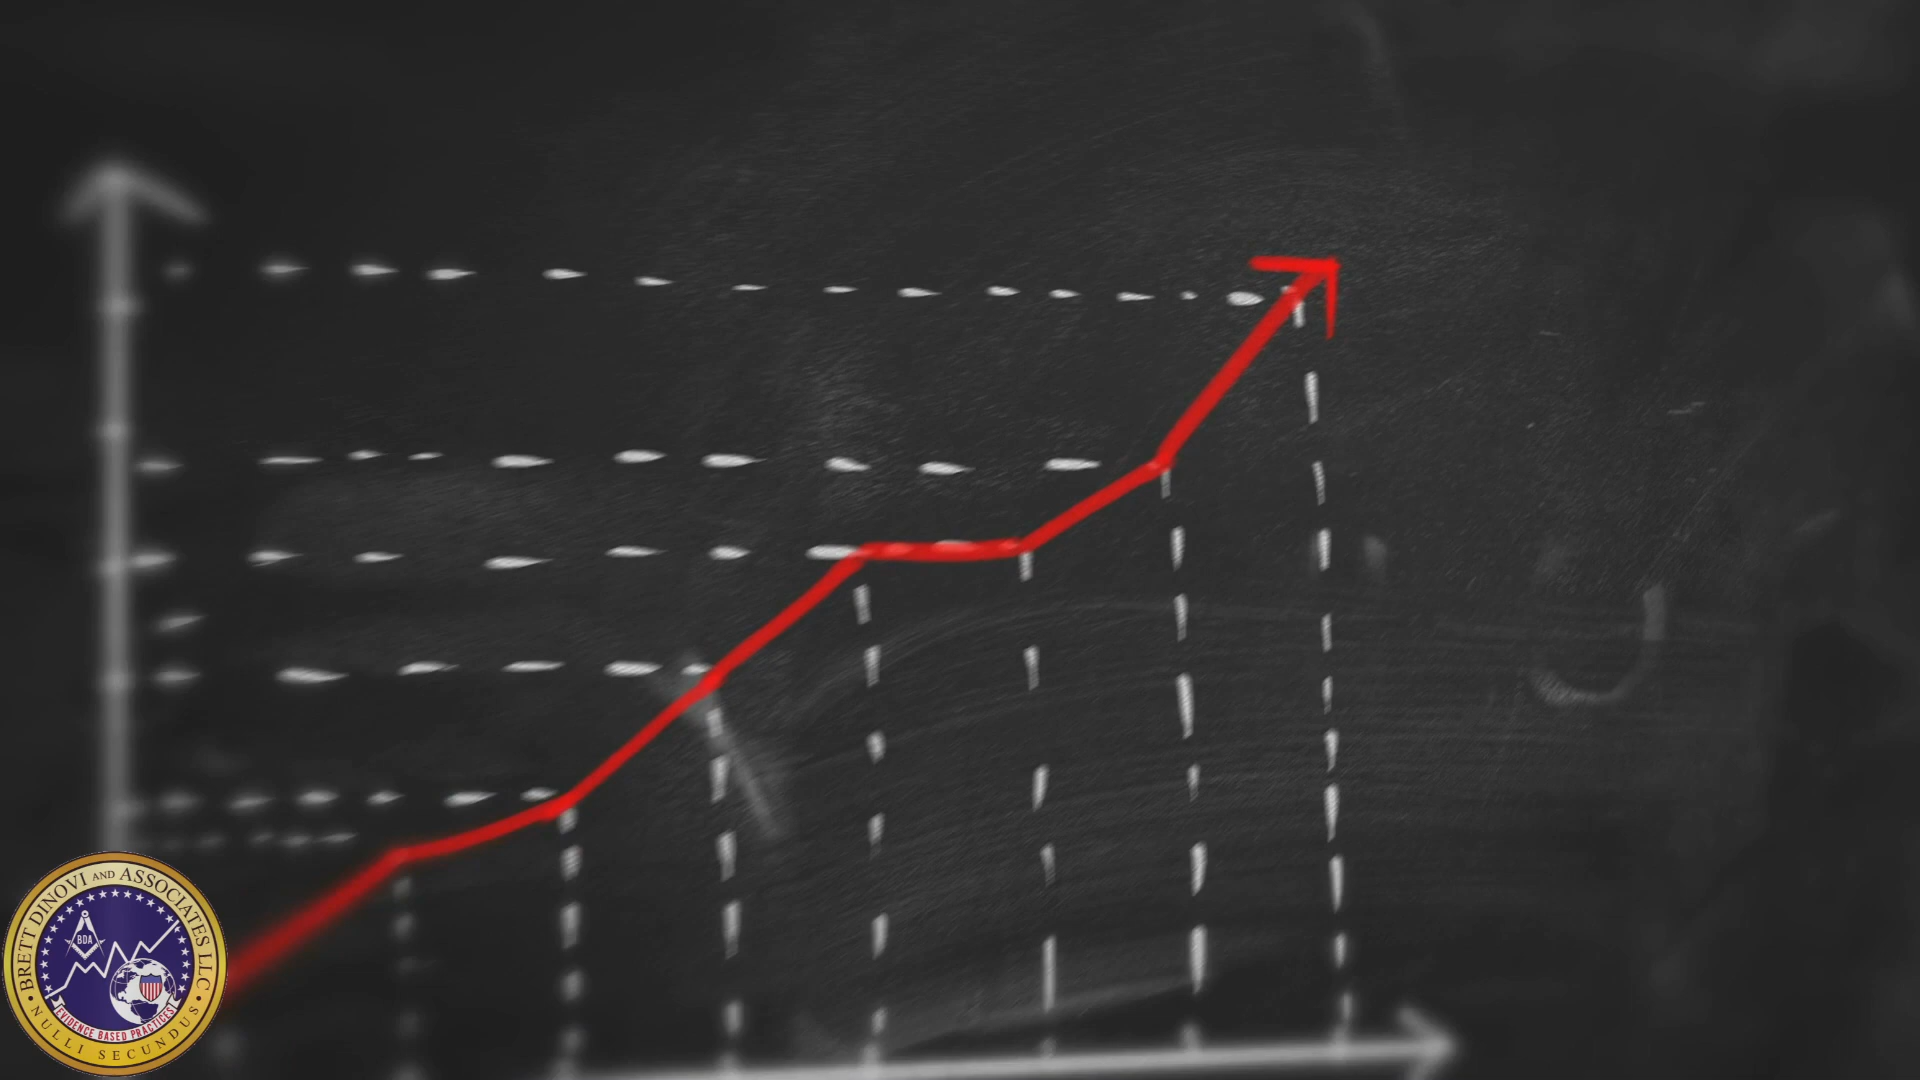 BRETT DINOVI AND ASSOCIATES LLC
BDA
EVIDENCE BASED PRACTICES
NULLI SECUNDUS